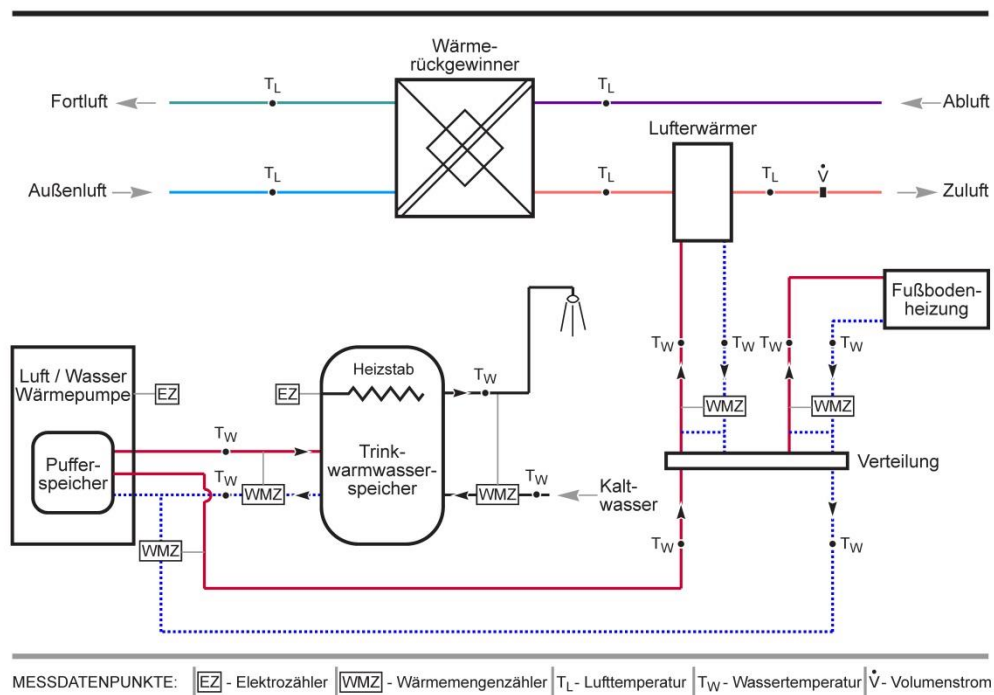 Wärme-
rückgewinner
Fortluft
T_L
T_L
Abluft
Lufterwärmer
Außenluft
T_L
T_L
T_L
V̇
Zuluft
Fußboden-
heizung
T_W
T_W
T_W
T_W
Luft / Wasser
Wärmepumpe
EZ
EZ
Heizstab
T_W
WMZ
WMZ
Puffer-
speicher
T_W
T_W
WMZ
Trink-
warmwasser-
speicher
WMZ
T_W
Kalt-
wasser
Verteilung
WMZ
T_W
T_W
MESSDATENPUNKTE: EZ - Elektrozähler WMZ - Wärmemengenzähler T_L - Lufttemperatur T_W - Wassertemperatur V̇ - Volumenstrom